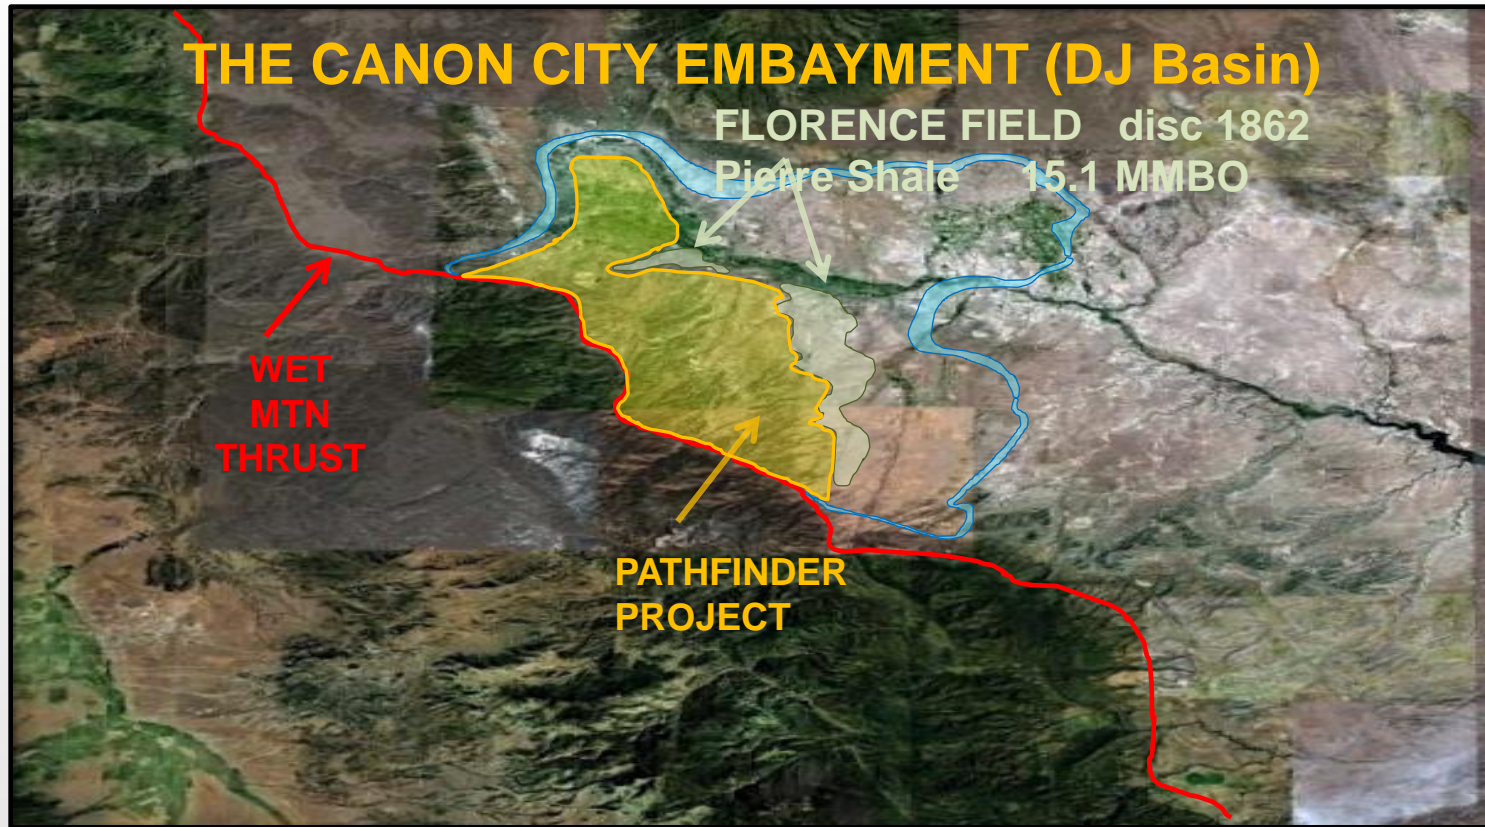 THE CANON CITY EMBAYMENT (DJ Basin)
FLORENCE FIELD disc 1862
Pierre Shale 15.1 MMBO
WET
MTN
THRUST
PATHFINDER
PROJECT